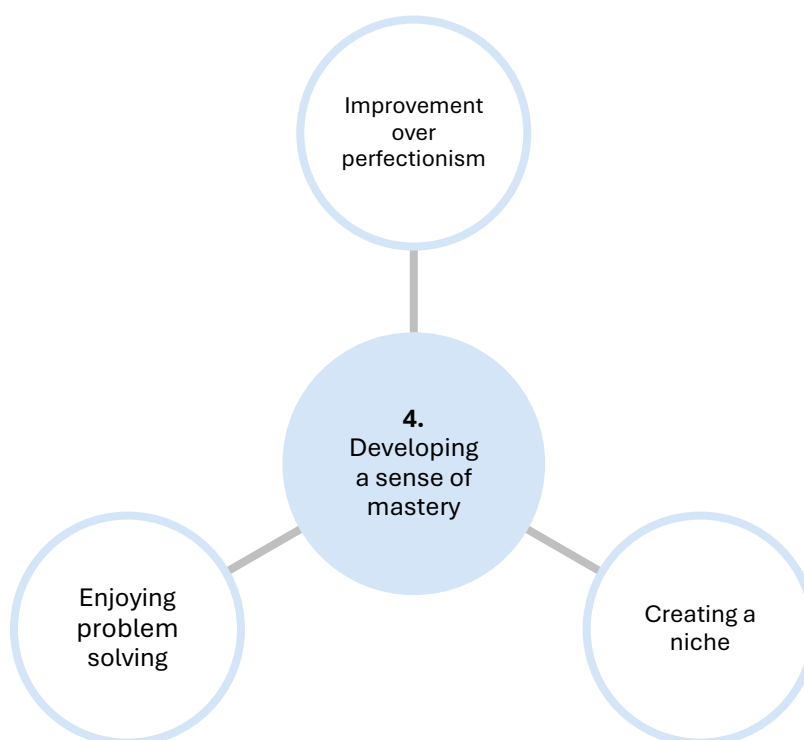 Improvement
over
perfectionism
4.
Developing
a sense of
mastery
Enjoying
problem
solving
Creating a
niche